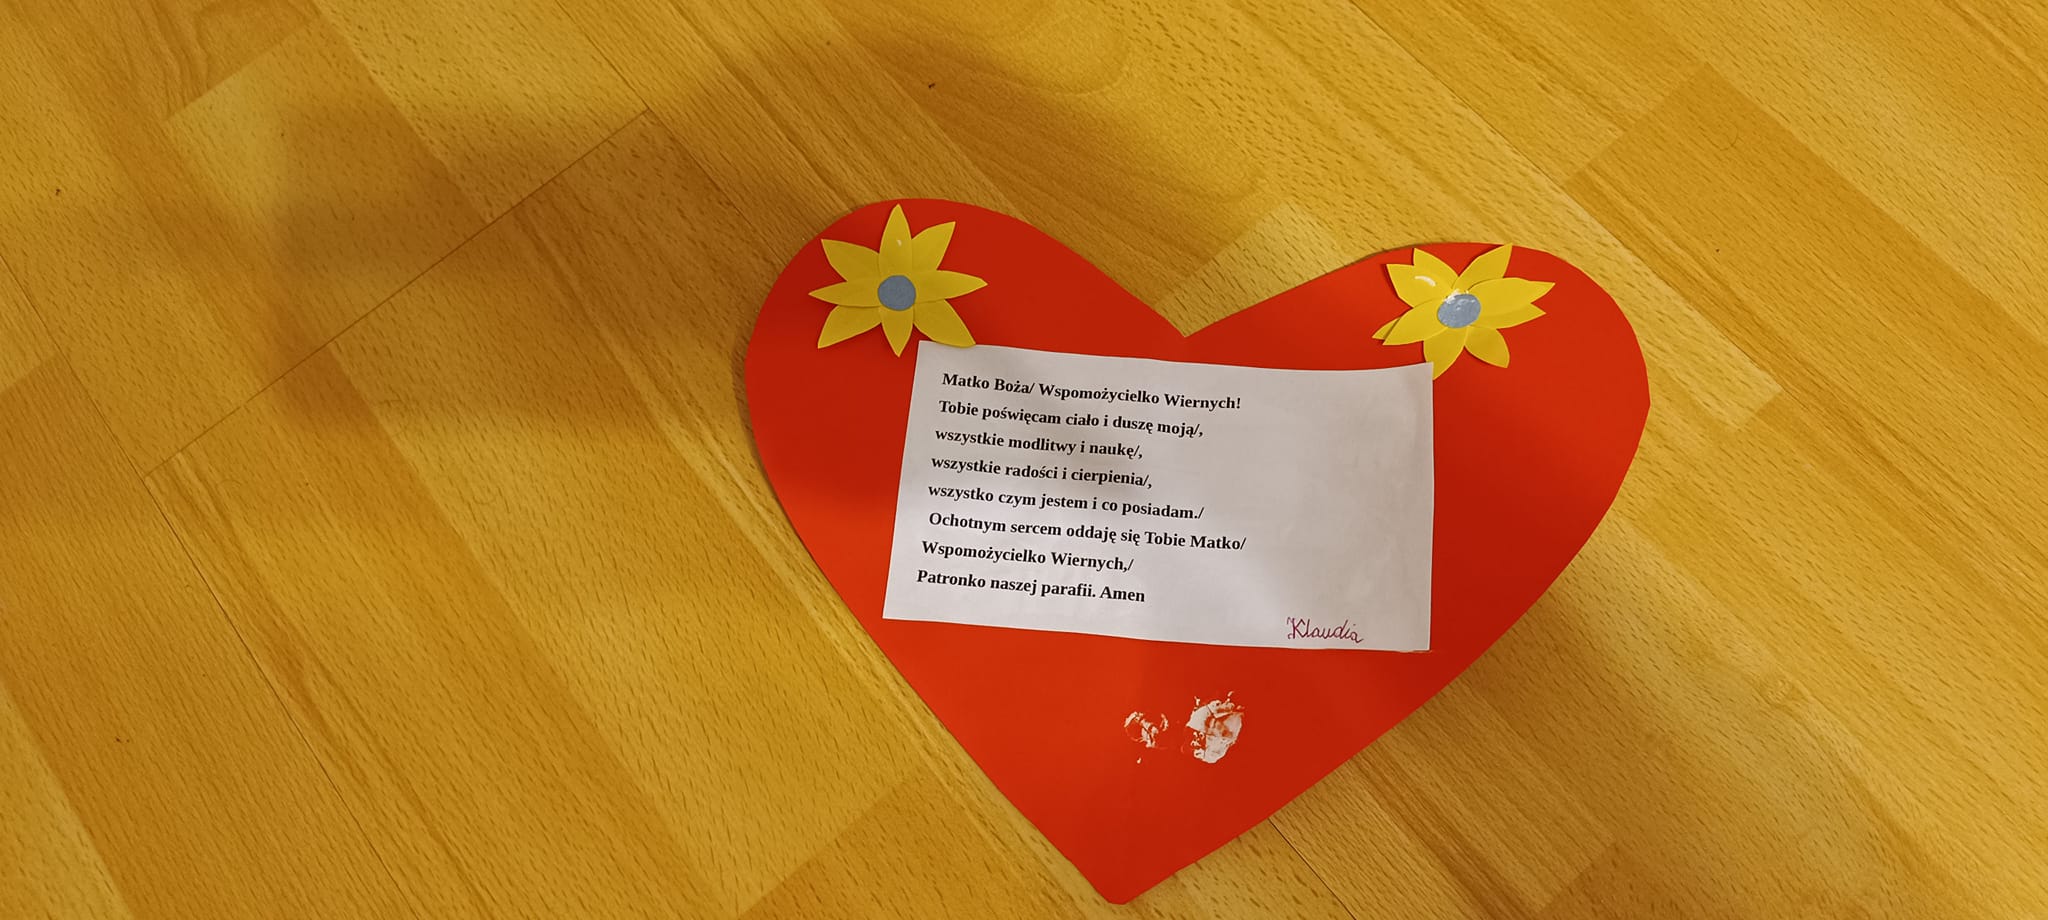 Matko Boża/ Wspomożycielko Wiernych!
Tobie poświęcam ciało i duszę moją/,
wszystkie modlitwy i naukę/,
wszystkie radości i cierpienia/,
wszystko czym jestem i co posiadam./
Ochotnym sercem oddaję się Tobie Matko/
Wspomożycielko Wiernych,/
Patronko naszej parafii. Amen
Klaudia